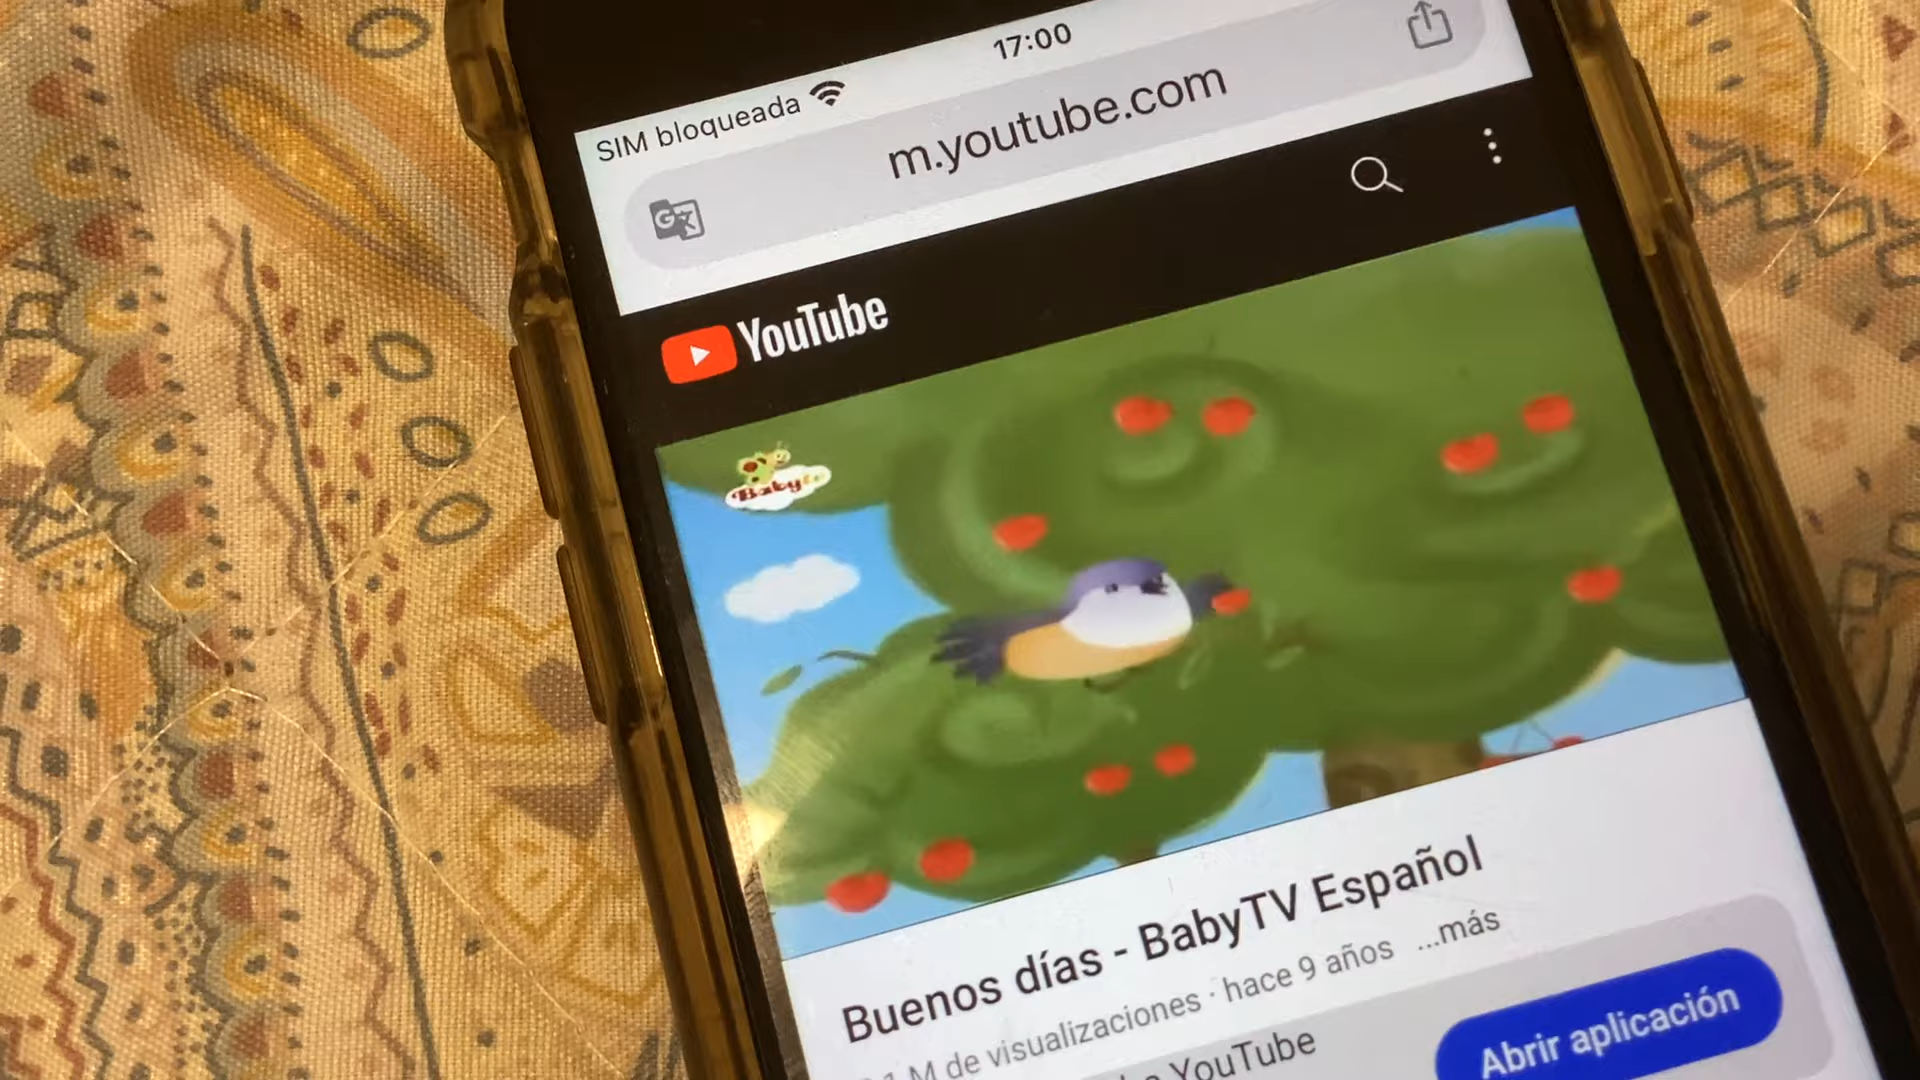 17:00
SIM bloqueada
m.youtube.com
YouTube
Baby
Buenos días - BabyTV Español
M de visualizaciones · hace 9 años ...más
YouTube
Abrir aplicación